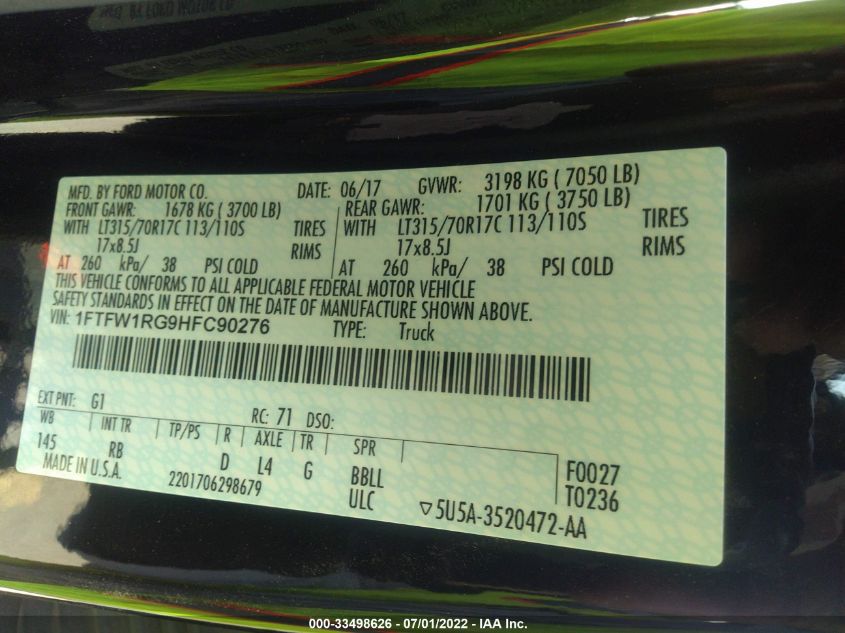 MFD. BY FORD MOTOR CO. DATE: 06/17 GVWR: 3198 KG ( 7050 LB)
FRONT GAWR: 1678 KG ( 3700 LB) REAR GAWR: 1701 KG ( 3750 LB)
WITH LT315/70R17C 113/110S TIRES WITH LT315/70R17C 113/110S TIRES
17x8.5J RIMS 17x8.5J RIMS
AT 260 kPa/ 38 PSI COLD AT 260 kPa/ 38 PSI COLD
THIS VEHICLE CONFORMS TO ALL APPLICABLE FEDERAL MOTOR VEHICLE
SAFETY STANDARDS IN EFFECT ON THE DATE OF MANUFACTURE SHOWN ABOVE.
VIN: 1FTFW1RG9HFC90276 TYPE: Truck
EXT PNT: G1 RC: 71 DSO:
WB INT TR TP/PS R AXLE TR SPR
145 RB D L4 G BBLL F0027
MADE IN U.S.A. 2201706298679 ULC T0236
▽5U5A-3520472-AA
000-33498626 - 07/01/2022 - IAA Inc.